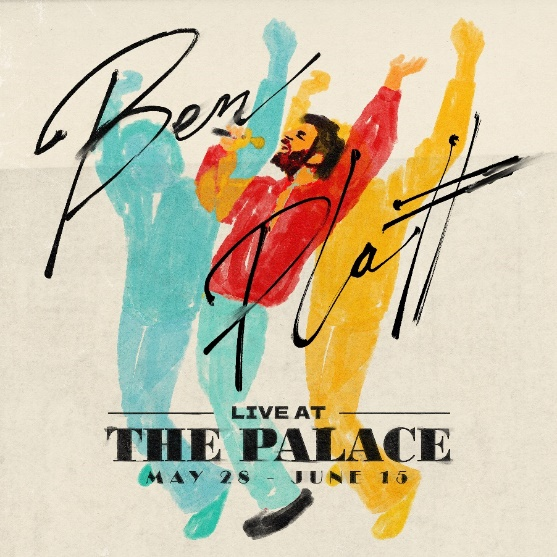 Ben
Platt
LIVE AT
THE PALACE
MAY 28 - JUNE 15